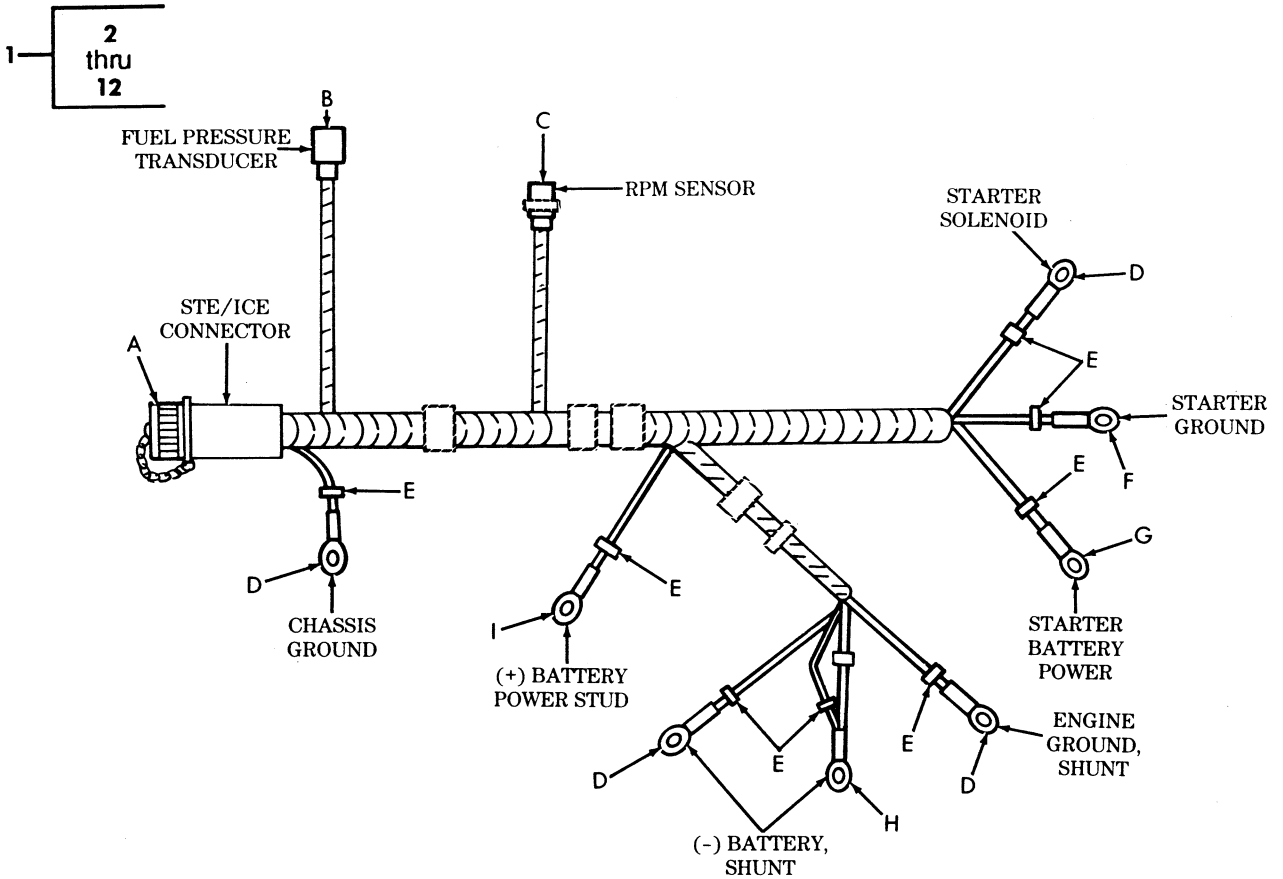 1
2
thru
12
B
FUEL PRESSURE
TRANSDUCER
C
RPM SENSOR
STARTER
SOLENOID
D
STE/ICE
CONNECTOR
A
E
STARTER
GROUND
F
E
E
G
D
CHASSIS
GROUND
E
I
(+) BATTERY
POWER STUD
STARTER
BATTERY
POWER
E
D
E
D
ENGINE
GROUND,
SHUNT
H
(-) BATTERY,
SHUNT